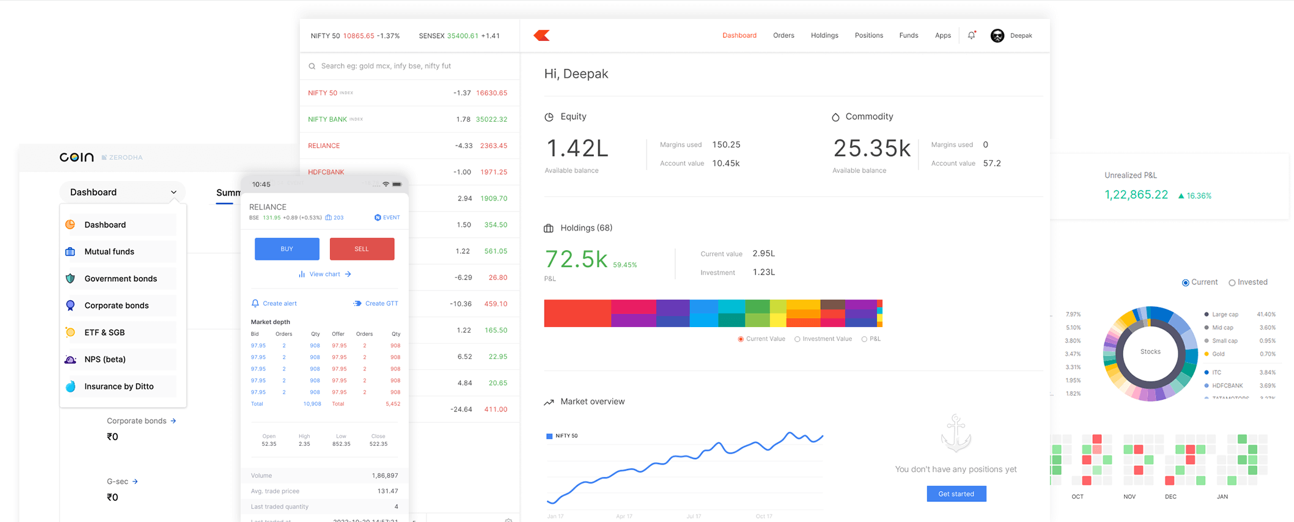 NIFTY 50 10865.65 -1.37% SENSEX 35400.61 +1.41
Dashboard Orders Holdings Positions Funds Apps Deepak
Search eg: gold mcx, infy bse, nifty fut
NIFTY 50 INDEX -1.37 16630.65
NIFTY BANK INDEX 1.78 35022.32
RELIANCE -4.33 2363.45
HDFCBANK -1.00 1971.25
2.94 1909.70
1.50 354.50
1.22 561.05
-6.29 26.80
-10.36 459.10
1.22 165.50
6.52 22.95
4.84 20.65
-24.64 411.00
Hi, Deepak
Equity
1.42L
Available balance
Margins used 150.25
Account value 10.45k
Commodity
25.35k
Available balance
Margins used 0
Account value 57.2
Holdings (68)
72.5k 59.45%
P&L
Current value 2.95L
Investment 1.23L
Current Value Investment Value P&L
Market overview
NIFTY 50
Jan 17 Apr 17 Jul 17 Oct 17
You don't have any positions yet
Get started
coin ZERODHA
Dashboard
Summ
Dashboard
Mutual funds
Government bonds
Corporate bonds
ETF & SGB
NPS (beta)
Insurance by Ditto
Corporate bonds
₹0
G-sec
₹0
10:45
RELIANCE
BSE 131.95 +0.89 (+0.53%) 203 EVENT
BUY SELL
View chart
Create alert Create GTT
Market depth
Bid Orders Qty Offer Orders Qty
97.95 2 908 97.95 2 908
97.95 2 908 97.95 2 908
97.95 2 908 97.95 2 908
97.95 2 908 97.95 2 908
97.95 2 908 97.95 2 908
Total 10,908 Total 5,452
Open High Low Close
52.35 2.35 852.35 522.35
Volume 1,86,897
Avg. trade prices 131.47
Last traded quantity 4
Unrealized P&L
1,22,865.22 16.36%
Current Invested
7.97%
5.10%
3.80%
3.47%
3.31%
1.95%
1.82%
Stocks
Large cap 41.40%
Mid cap 3.60%
Small cap 0.95%
Gold 0.70%
ITC 3.84%
HDFCBANK 3.69%
OCT NOV DEC JAN